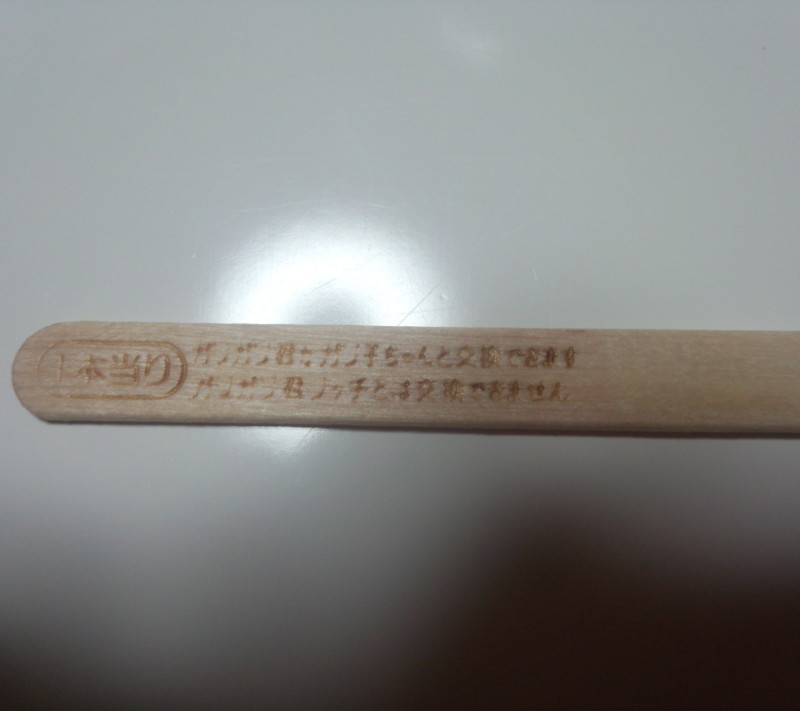 1本当り
ガリガリ君かガリ子ちゃんと交換できます
ガリガリ君リッチとは交換できません